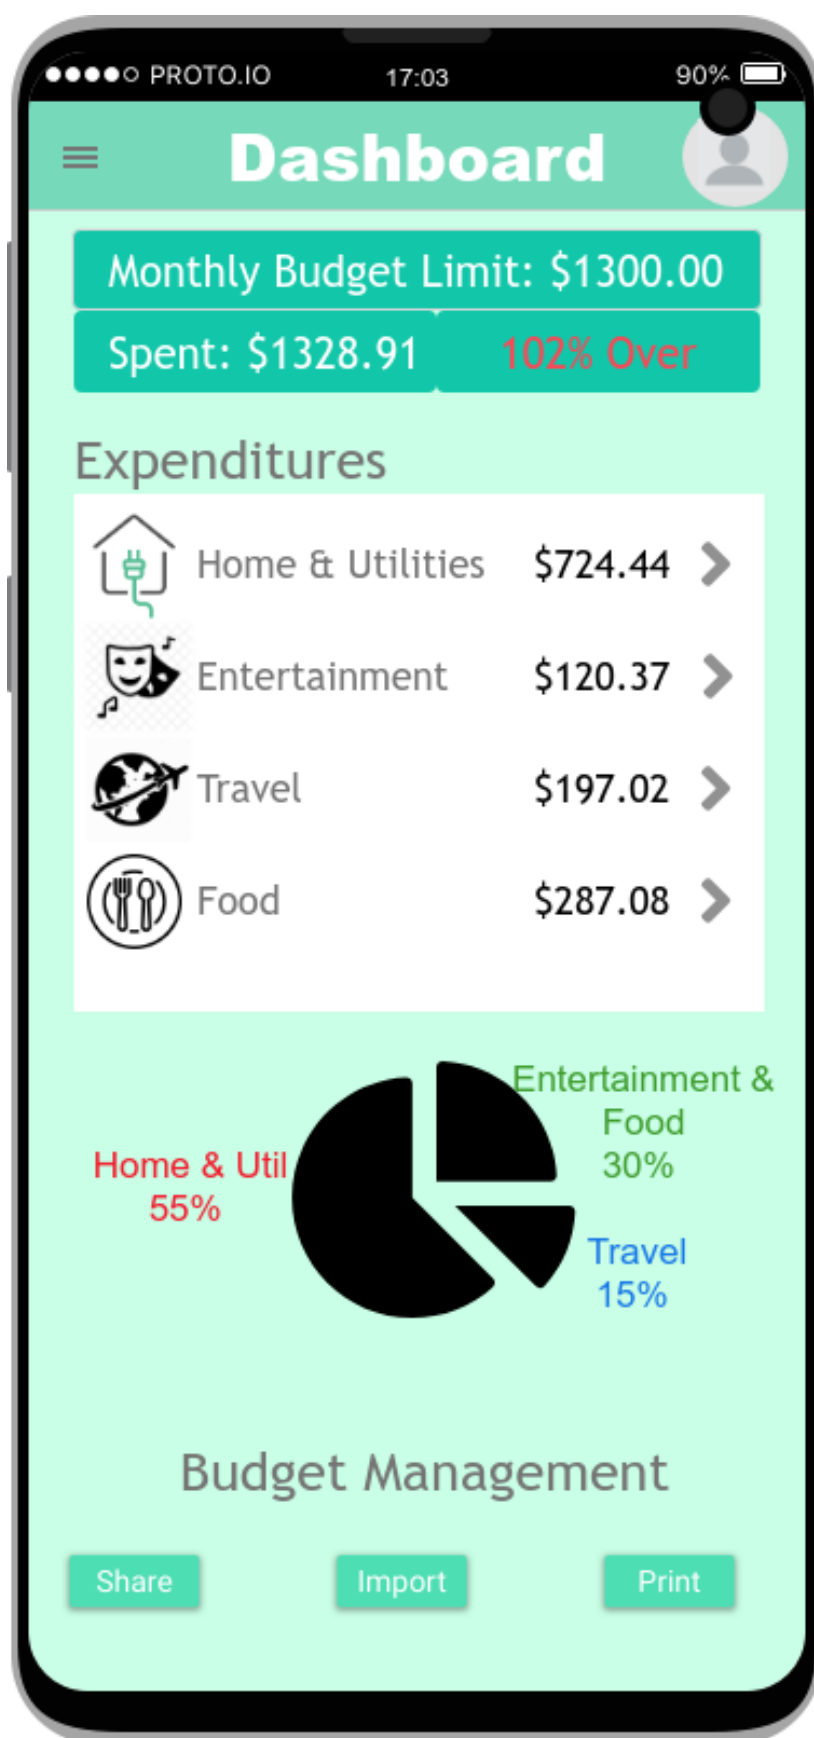 PROTO.IO 17:03 90%
Dashboard
Monthly Budget Limit: $1300.00
Spent: $1328.91 102% Over
Expenditures
Home & Utilities $724.44
Entertainment $120.37
Travel $197.02
Food $287.08
Entertainment &
Food
30%
Home & Util
55%
Travel
15%
Budget Management
Share Import Print